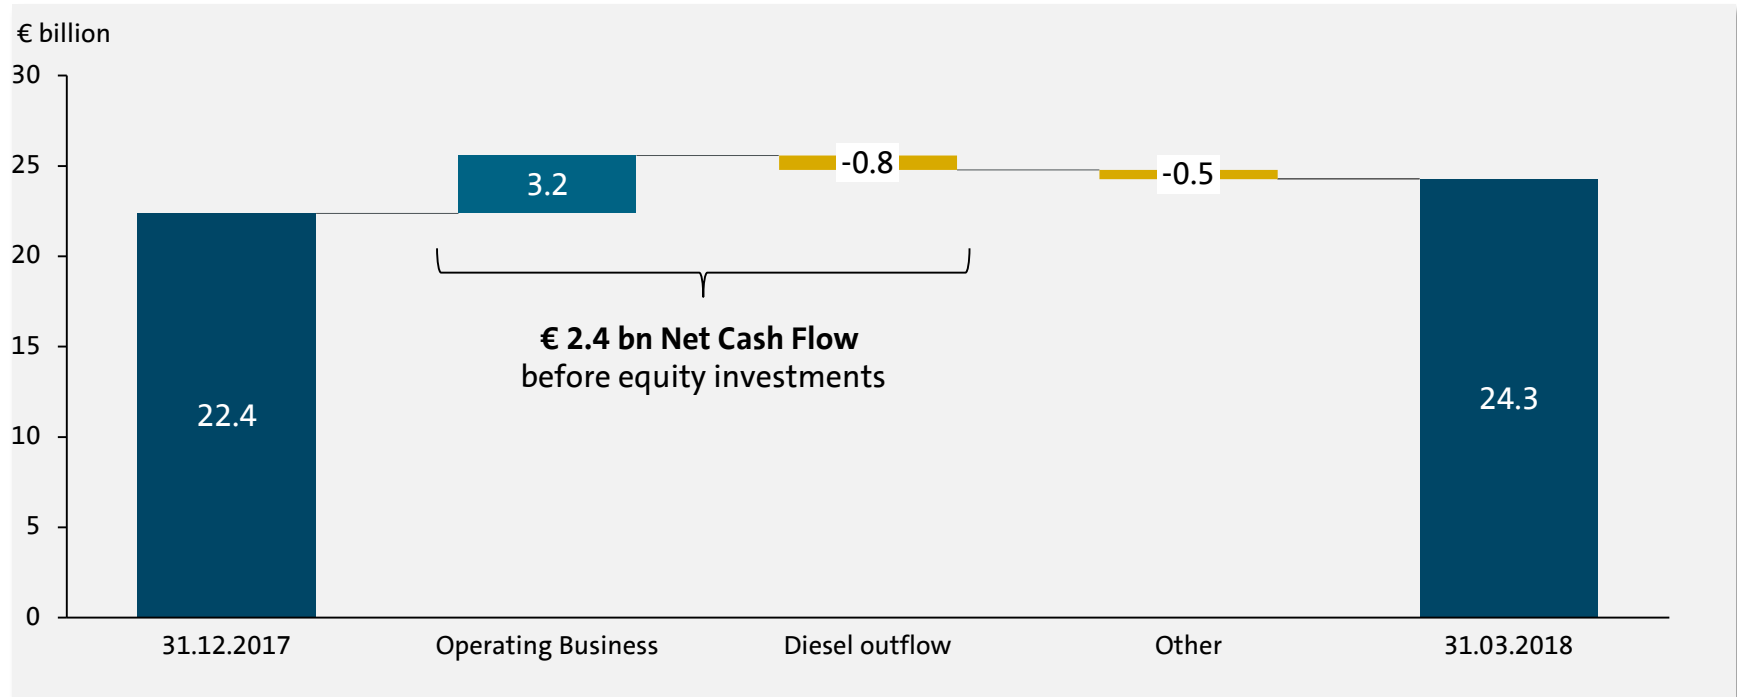 € billion
30
25
20
15
10
5
0
22.4
3.2
-0.8
-0.5
24.3
€ 2.4 bn Net Cash Flow
before equity investments
31.12.2017
Operating Business
Diesel outflow
Other
31.03.2018